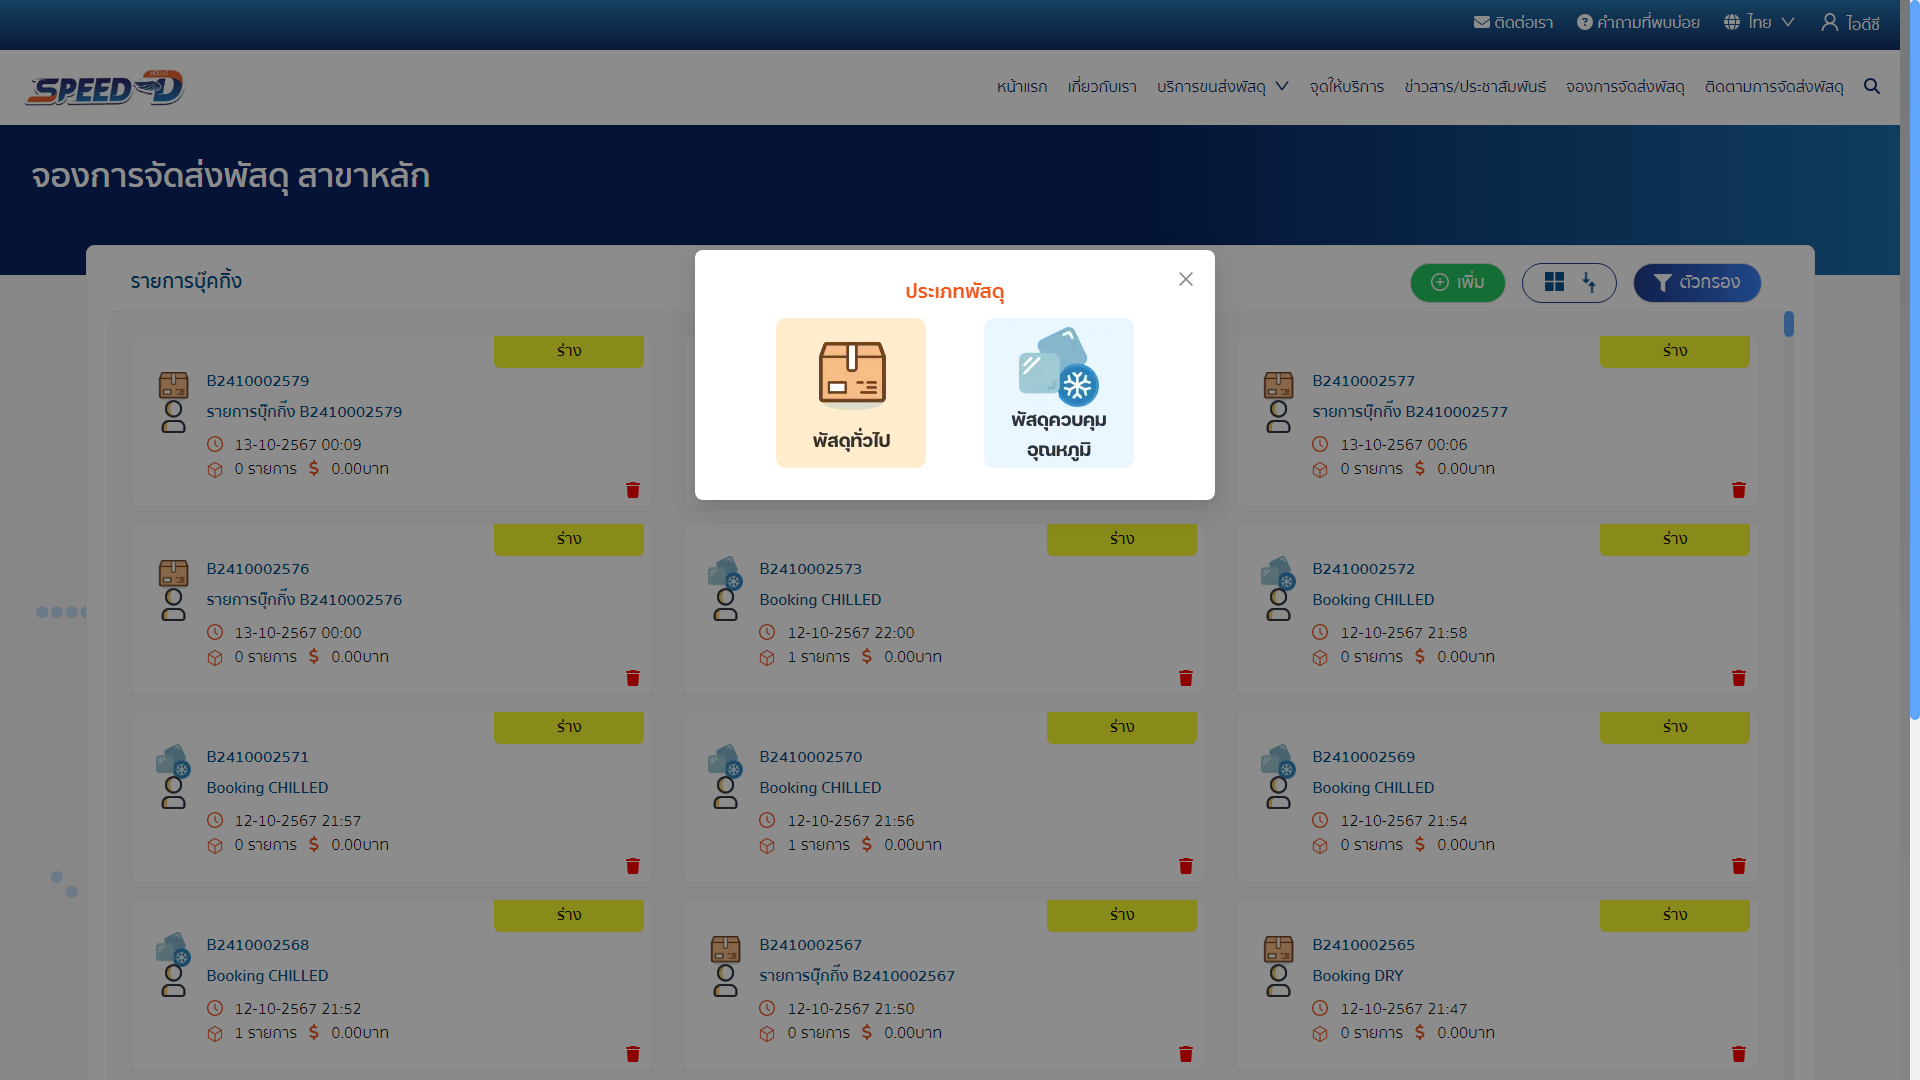 ติดต่อเรา
คำถามที่พบบ่อย
ไทย
ไอดีซี
SPEED D
หน้าแรก
เกี่ยวกับเรา
บริการขนส่งพัสดุ
จุดให้บริการ
ข่าวสาร/ประชาสัมพันธ์
จองการจัดส่งพัสดุ
ติดตามการจัดส่งพัสดุ
จองการจัดส่งพัสดุ สาขาหลัก
รายการบุ๊คกิ้ง
เพิ่ม
ตัวกรอง
ประเภทพัสดุ
พัสดุทั่วไป
พัสดุควบคุม
อุณหภูมิ
ร่าง
B2410002579
รายการบุ๊กกิ๊ง B2410002579
13-10-2567 00:09
0 รายการ $ 0.00บาท
ร่าง
B2410002577
รายการบุ๊กกิ๊ง B2410002577
13-10-2567 00:06
0 รายการ $ 0.00บาท
ร่าง
B2410002576
รายการบุ๊กกิ๊ง B2410002576
13-10-2567 00:00
0 รายการ $ 0.00บาท
ร่าง
B2410002573
Booking CHILLED
12-10-2567 22:00
1 รายการ $ 0.00บาท
ร่าง
B2410002572
Booking CHILLED
12-10-2567 21:58
0 รายการ $ 0.00บาท
ร่าง
B2410002571
Booking CHILLED
12-10-2567 21:57
0 รายการ $ 0.00บาท
ร่าง
B2410002570
Booking CHILLED
12-10-2567 21:56
1 รายการ $ 0.00บาท
ร่าง
B2410002569
Booking CHILLED
12-10-2567 21:54
0 รายการ $ 0.00บาท
ร่าง
B2410002568
Booking CHILLED
12-10-2567 21:52
1 รายการ $ 0.00บาท
ร่าง
B2410002567
รายการบุ๊กกิ๊ง B2410002567
12-10-2567 21:50
0 รายการ $ 0.00บาท
ร่าง
B2410002565
Booking DRY
12-10-2567 21:47
0 รายการ $ 0.00บาท